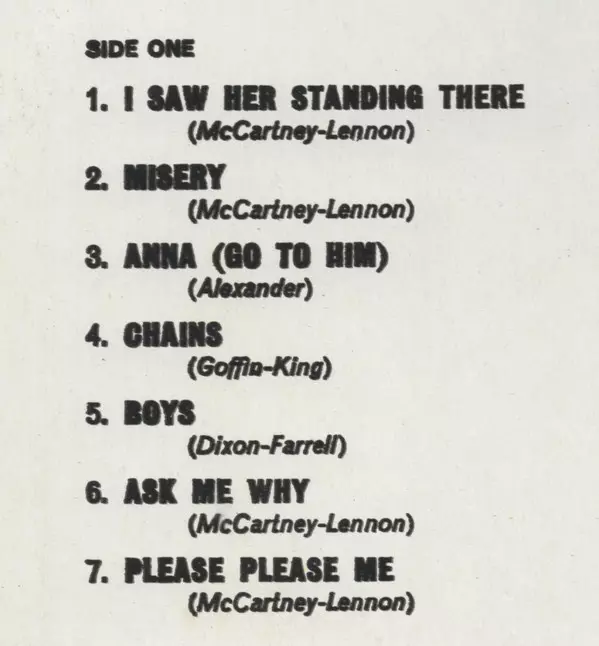 SIDE ONE
1. I SAW HER STANDING THERE
(McCartney-Lennon)
2. MISERY
(McCartney-Lennon)
3. ANNA (GO TO HIM)
(Alexander)
4. CHAINS
(Goffin-King)
5. BOYS
(Dixon-Farrell)
6. ASK ME WHY
(McCartney-Lennon)
7. PLEASE PLEASE ME
(McCartney-Lennon)